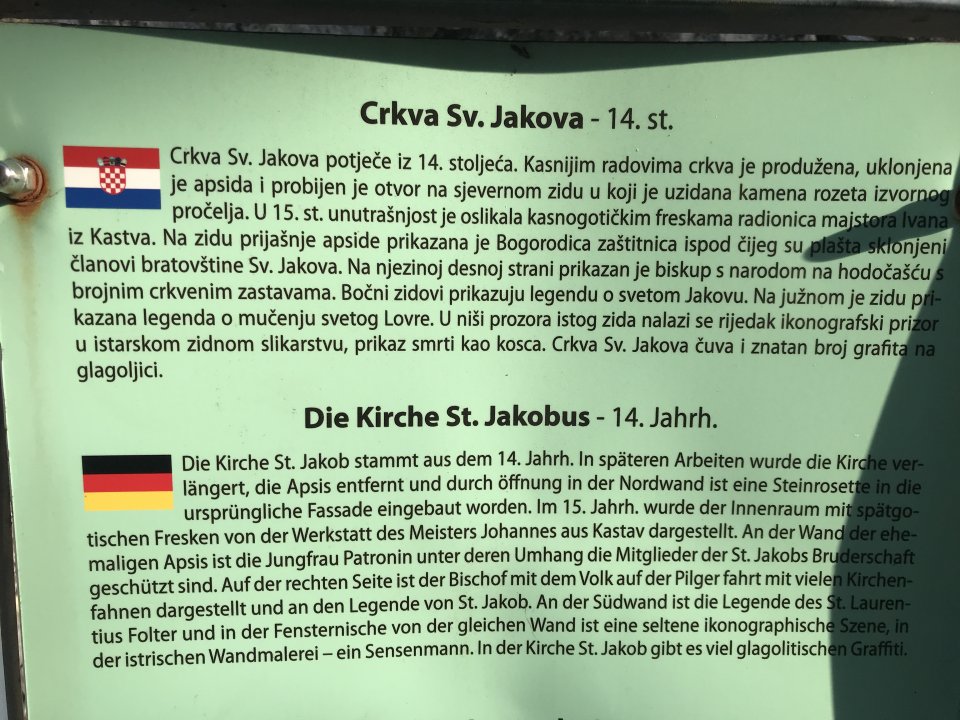 Crkva Sv. Jakova - 14. st.
Crkva Sv. Jakova potječe iz 14. stoljeća. Kasnijim radovima crkva je produžena, uklonjena
je apsida i probijen je otvor na sjevernom zidu u koji je uzidana kamena rozeta izvornog
pročelja. U 15. st. unutrašnjost je oslikala kasnogotičkim freskama radionica majstora Ivana
iz Kastva. Na zidu prijašnje apside prikazana je Bogorodica zaštitnica ispod čijeg su plašta sklonjeni
članovi bratovštine Sv. Jakova. Na njezinoj desnoj strani prikazan je biskup s narodom na hodočašću s
brojnim crkvenim zastavama. Bočni zidovi prikazuju legendu o svetom Jakovu. Na južnom je zidu pri-
kazana legenda o mučenju svetog Lovre. U niši prozora istog zida nalazi se rijedak ikonografski prizor
u istarskom zidnom slikarstvu, prikaz smrti kao kosca. Crkva Sv. Jakova čuva i znatan broj grafita na
glagoljici.
Die Kirche St. Jakobus - 14. Jahrh.
Die Kirche St. Jakob stammt aus dem 14. Jahrh. In späteren Arbeiten wurde die Kirche ver-
längert, die Apsis entfernt und durch öffnung in der Nordwand ist eine Steinrosette in die
ursprüngliche Fassade eingebaut worden. Im 15. Jahrh. wurde der Innenraum mit spätgo-
tischen Fresken von der Werkstatt des Meisters Johannes aus Kastav dargestellt. An der Wand der ehe-
maligen Apsis ist die Jungfrau Patronin unter deren Umhang die Mitglieder der St. Jakobs Bruderschaft
geschützt sind. Auf der rechten Seite ist der Bischof mit dem Volk auf der Pilger fahrt mit vielen Kirchen-
fahnen dargestellt und an den Legende von St. Jakob. An der Südwand ist die Legende des St. Lauren-
tius Folter und in der Fensternische von der gleichen Wand ist eine seltene ikonographische Szene, in
der istrischen Wandmalerei – ein Sensenmann. In der Kirche St. Jakob gibt es viel glagolitischen Graffiti.